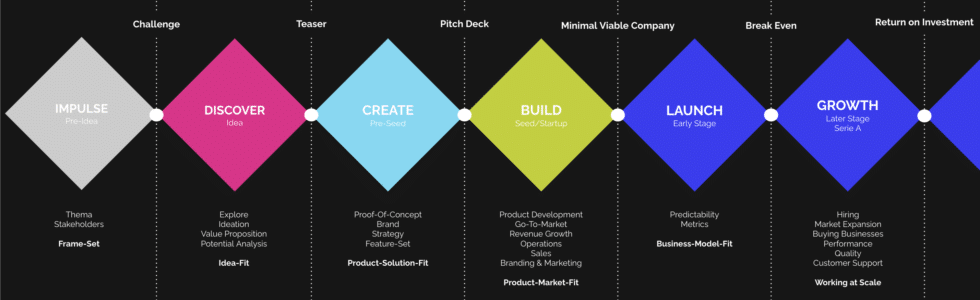 Challenge
Teaser
Pitch Deck
Minimal Viable Company
Break Even
Return on Investment
IMPULSE
Pre-Idea
DISCOVER
Idea
CREATE
Pre-Seed
BUILD
Seed/Startup
LAUNCH
Early Stage
GROWTH
Later Stage
Serie A
Thema
Stakeholders
Frame-Set
Explore
Ideation
Value Proposition
Potential Analysis
Idea-Fit
Proof-Of-Concept
Brand
Strategy
Feature-Set
Product-Solution-Fit
Product Development
Go-To-Market
Revenue Growth
Operations
Sales
Branding & Marketing
Product-Market-Fit
Predictability
Metrics
Business-Model-Fit
Hiring
Market Expansion
Buying Businesses
Performance
Quality
Customer Support
Working at Scale